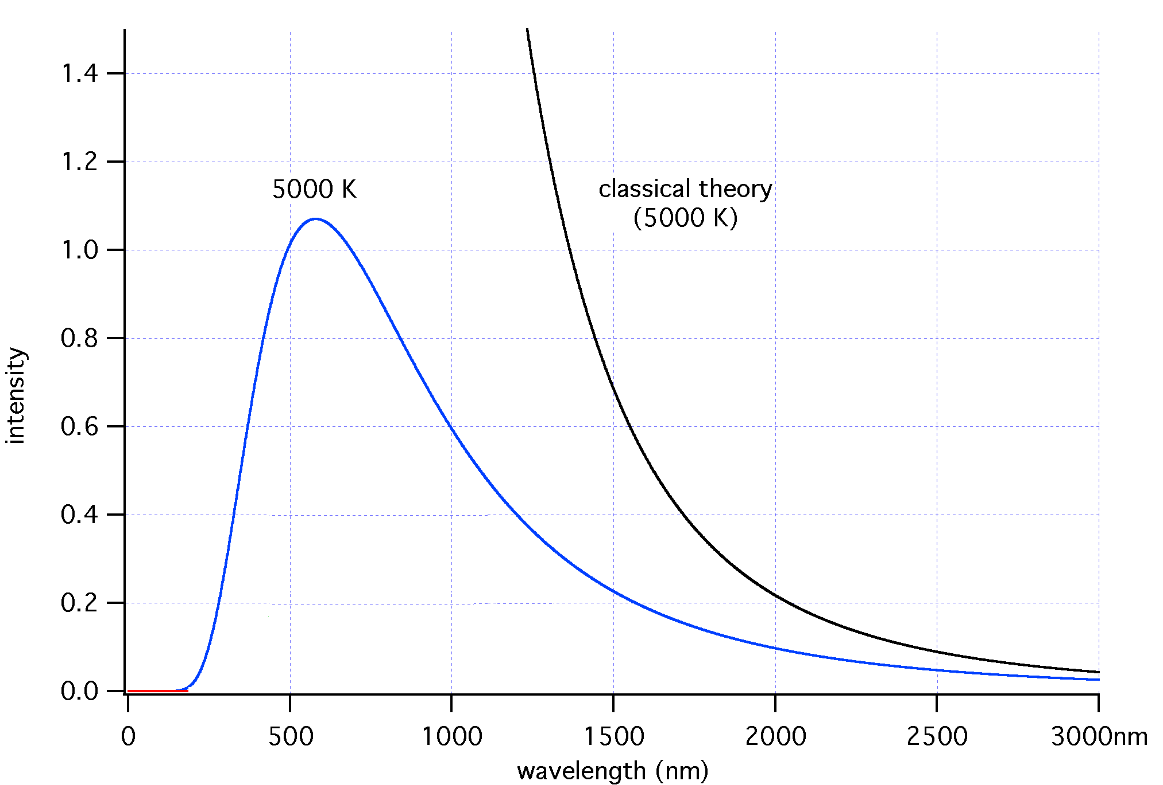 1.4
1.2
5000 K
classical theory
(5000 K)
1.0
0.8
intensity
0.6
0.4
0.2
0.0
0 500 1000 1500 2000 2500 3000nm
wavelength (nm)